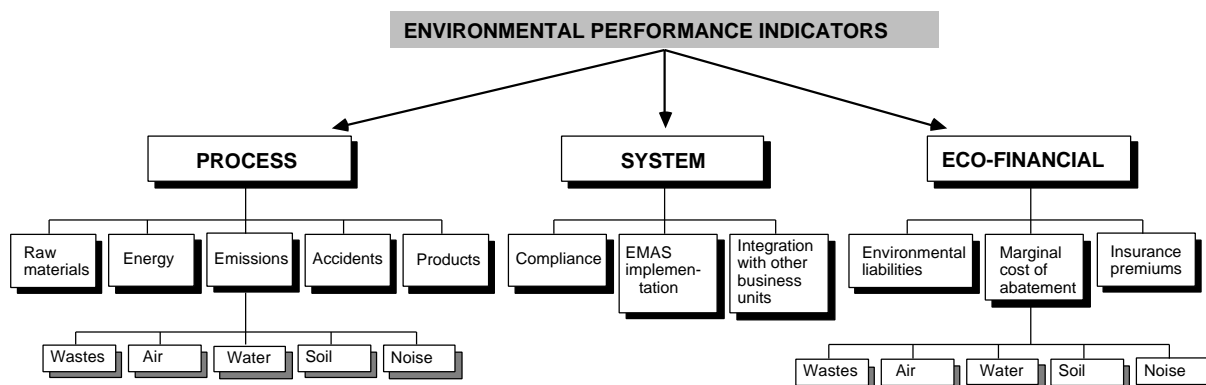 ENVIRONMENTAL PERFORMANCE INDICATORS
PROCESS
SYSTEM
ECO-FINANCIAL
Raw
materials
Energy
Emissions
Accidents
Products
Compliance
EMAS
implemen-
tation
Integration
with other
business
units
Environmental
liabilities
Marginal
cost of
abatement
Insurance
premiums
Wastes
Air
Water
Soil
Noise
Wastes
Air
Water
Soil
Noise